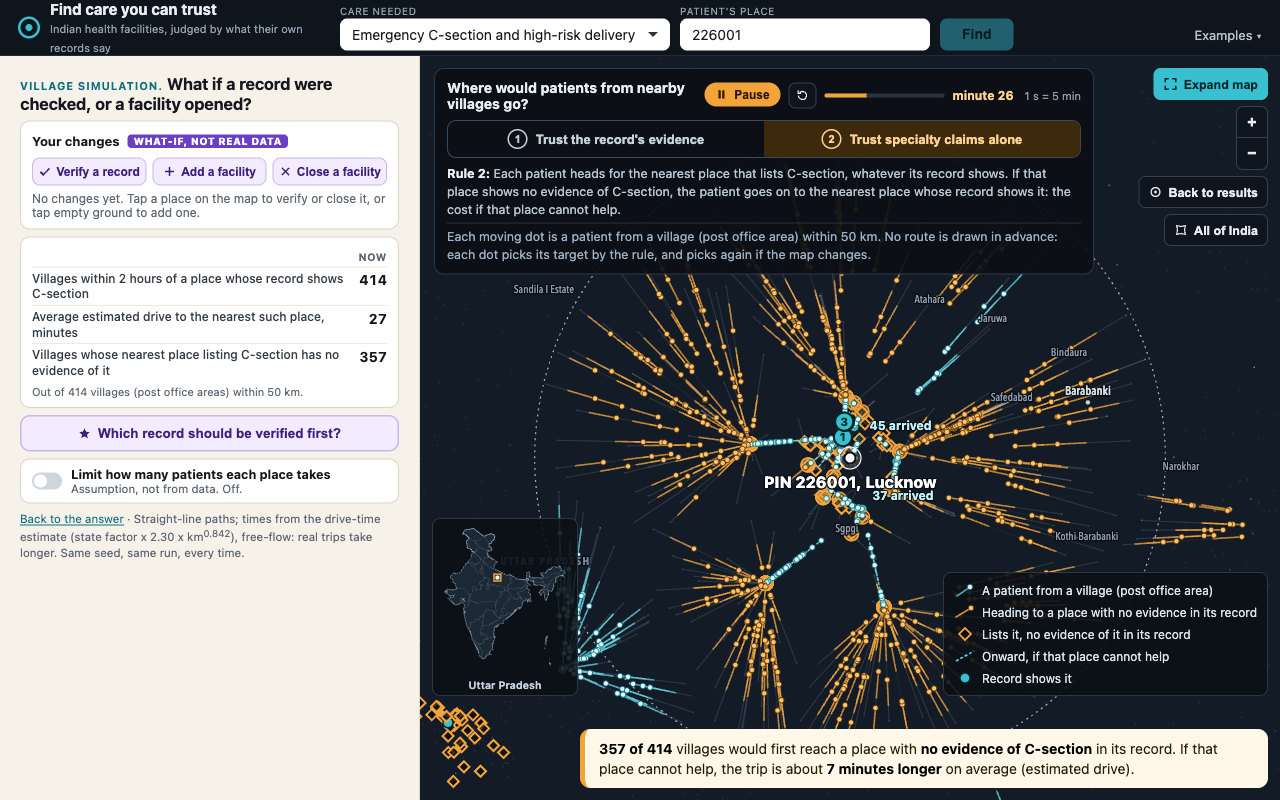 Find care you can trust
Indian health facilities, judged by what their own
records say
CARE NEEDED
Emergency C-section and high-risk delivery
PATIENT'S PLACE
226001
Find
Examples ▾
VILLAGE SIMULATION. What if a record were
checked, or a facility opened?
Your changes WHAT-IF, NOT REAL DATA
Verify a record
Add a facility
Close a facility
No changes yet. Tap a place on the map to verify or close it, or
tap empty ground to add one.
NOW
Villages within 2 hours of a place whose record shows
C-section
414
Average estimated drive to the nearest such place,
minutes
27
Villages whose nearest place listing C-section has no
evidence of it
357
Out of 414 villages (post office areas) within 50 km.
★ Which record should be verified first?
Limit how many patients each place takes
Assumption, not from data. Off.
Back to the answer · Straight-line paths; times from the drive-time
estimate (state factor x 2.30 x km0.842), free-flow: real trips take
longer. Same seed, same run, every time.
Where would patients from nearby
villages go?
Pause
minute 26
1 s = 5 min
1 Trust the record's evidence
2 Trust specialty claims alone
Rule 2: Each patient heads for the nearest place that lists C-section, whatever its record shows. If that
place shows no evidence of C-section, the patient goes on to the nearest place whose record shows it: the
cost if that place cannot help.
Each moving dot is a patient from a village (post office area) within 50 km. No route is drawn in advance:
each dot picks its target by the rule, and picks again if the map changes.
Expand map
+
−
Back to results
All of India
Sandila I Estate
Atahara
Jaruwa
Bindaura
Barabanki
Safedabad
3
45 arrived
1
Narokhar
PIN 226001, Lucknow
37 arrived
Sgpgi
Kothi Barabanki
UTTAR PRADESH
Uttar Pradesh
A patient from a village (post office area)
Heading to a place with no evidence in its record
Lists it, no evidence of it in its record
Onward, if that place cannot help
Record shows it
357 of 414 villages would first reach a place with no evidence of C-section in its record. If that
place cannot help, the trip is about 7 minutes longer on average (estimated drive).